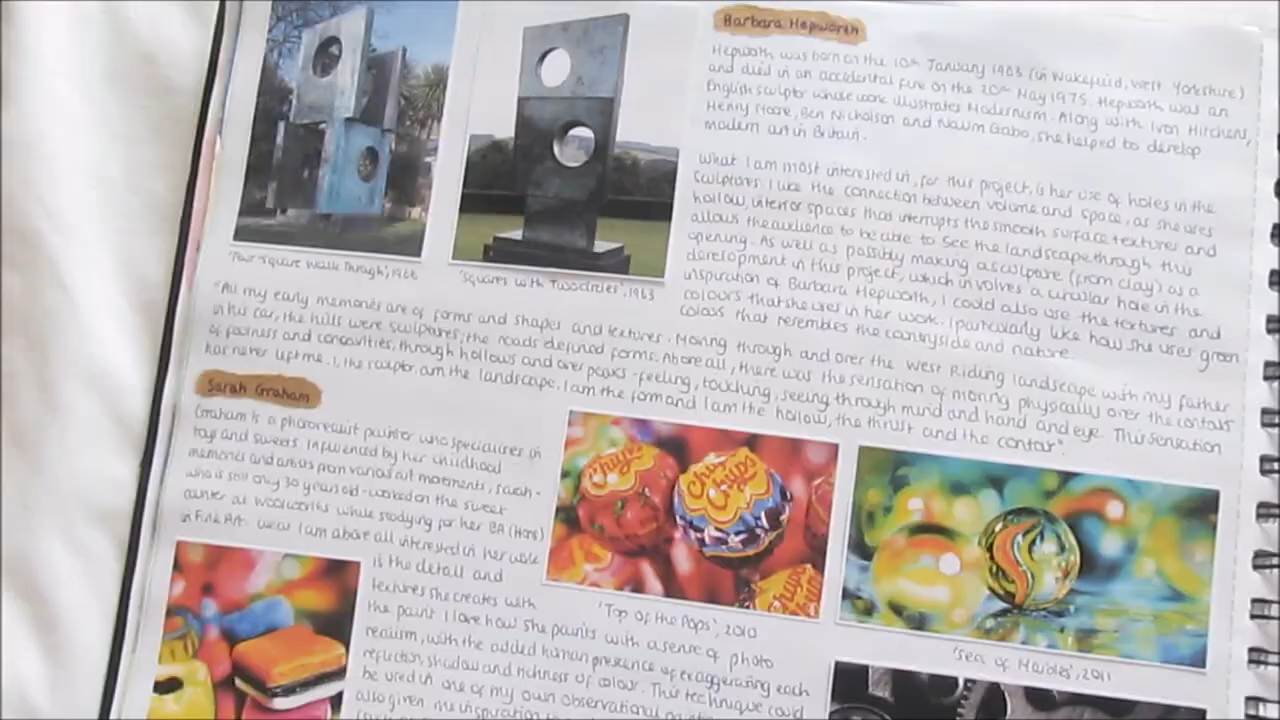 Barbara Hepworth
Hepworth was born on the 10th January 1903 (in Wakefield, West Yorkshire)
and died in an accidental fire on the 20th May 1975. Hepworth was an
English sculptor whose work illustrates Modernism. Along with Ivon Hitchens,
Henry Moore, Ben Nicholson and Naum Gabo, she helped to develop
modern art in Britain.
What I am most interested in, for this project, is her use of holes in the
sculptures. I like the connection between volume and space, as she uses
hollow, interior spaces that interrupts the smooth surface textures and
allows the audience to be able to see the landscape through this
opening. As well as possibly making a sculpture (from clay) as a
development in this project, which involves a circular hole in the
inspiration of Barbara Hepworth, I could also use the textures and
colours that she uses in her work. I particularly like how she uses green
colours that resembles the countryside and nature.
'Four-Square Walk Through', 1966
'Squares with Two Circles', 1963
"All my early memories are of forms and shapes and textures. Moving through and over the West Riding landscape with my father
in his car, the hills were sculptures; the roads defined forms. Above all, there was the sensation of moving physically over the contours
of fullness and concavities, through hollows and over peaks - feeling, touching, seeing through mind and hand and eye. This sensation
has never left me. I, the sculptor, am the landscape. I am the form and I am the hollow, the thrust and the contour".
Sarah Graham
Graham is a photorealist painter who specialises in
toys and sweets. Influenced by her childhood
memories and artists from various art movements, Sarah -
who is still only 30 years old - worked on the sweet
counter at Woolworths while studying for her BA (Hons)
in Fine Art. What I am above all interested in her work
is the detail and
textures she creates with
the paint. I love how she paints with a sense of photo
realism, with the added human presence of exaggerating each
reflection shadow and richness of colour. This technique could
be used in one of my own observational
also given me inspiration
Chupa
Chups
Chupa
Chups
Chupa
'Top of the Pops', 2010
'Sea of Marbles', 2011